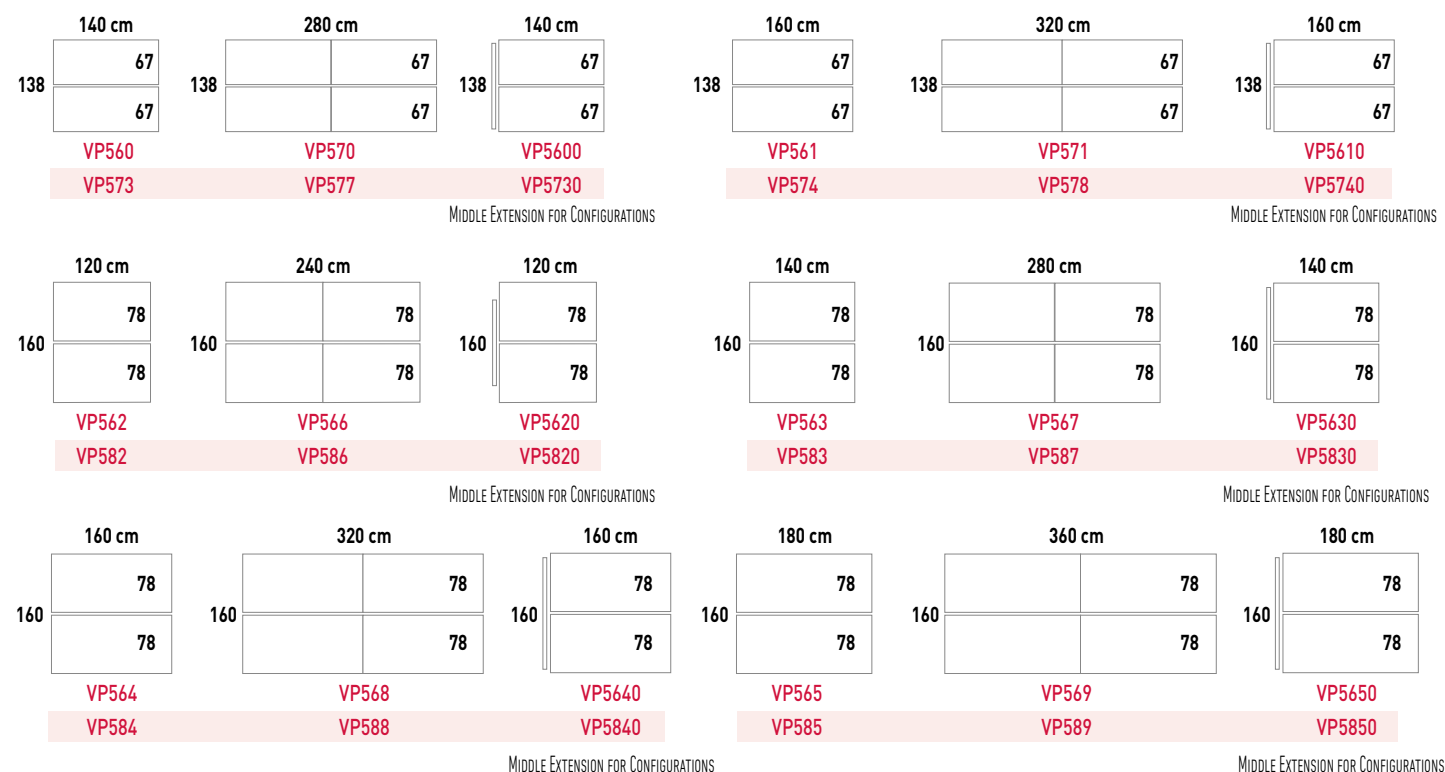 140 cm 280 cm 140 cm 160 cm 320 cm 160 cm
67 67 67 67 67 67
138 138 138 138 138 138
67 67 67 67 67 67
VP560 VP570 VP5600 VP561 VP571 VP5610
VP573 VP577 VP5730 VP574 VP578 VP5740
Middle Extension for Configurations Middle Extension for Configurations
120 cm 240 cm 120 cm 140 cm 280 cm 140 cm
78 78 78 78 78 78
160 160 160 160 160 160
78 78 78 78 78 78
VP562 VP566 VP5620 VP563 VP567 VP5630
VP582 VP586 VP5820 VP583 VP587 VP5830
Middle Extension for Configurations Middle Extension for Configurations
160 cm 320 cm 160 cm 180 cm 360 cm 180 cm
78 78 78 78 78 78
160 160 160 160 160 160
78 78 78 78 78 78
VP564 VP568 VP5640 VP565 VP569 VP5650
VP584 VP588 VP5840 VP585 VP589 VP5850
Middle Extension for Configurations Middle Extension for Configurations